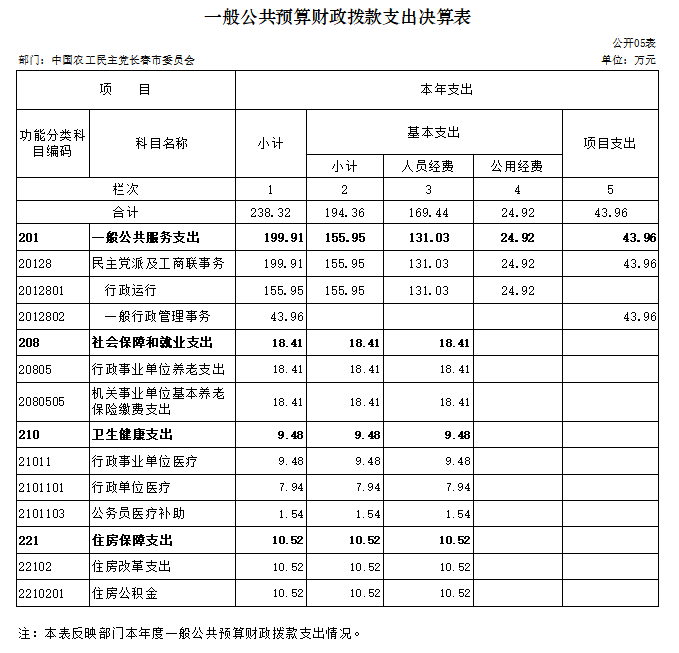 一般公共预算财政拨款支出决算表
公开05表
部门：中国农工民主党长春市委员会 单位：万元
项 目 本年支出
功能分类科目编码 科目名称 小计 基本支出 项目支出
小计 人员经费 公用经费
栏次 1 2 3 4 5
合计 238.32 194.36 169.44 24.92 43.96
201 一般公共服务支出 199.91 155.95 131.03 24.92 43.96
20128 民主党派及工商联事务 199.91 155.95 131.03 24.92 43.96
2012801 行政运行 155.95 155.95 131.03 24.92
2012802 一般行政管理事务 43.96 43.96
208 社会保障和就业支出 18.41 18.41 18.41
20805 行政事业单位养老支出 18.41 18.41 18.41
2080505 机关事业单位基本养老保险缴费支出 18.41 18.41 18.41
210 卫生健康支出 9.48 9.48 9.48
21011 行政事业单位医疗 9.48 9.48 9.48
2101101 行政单位医疗 7.94 7.94 7.94
2101103 公务员医疗补助 1.54 1.54 1.54
221 住房保障支出 10.52 10.52 10.52
22102 住房改革支出 10.52 10.52 10.52
2210201 住房公积金 10.52 10.52 10.52
注：本表反映部门本年度一般公共预算财政拨款支出情况。